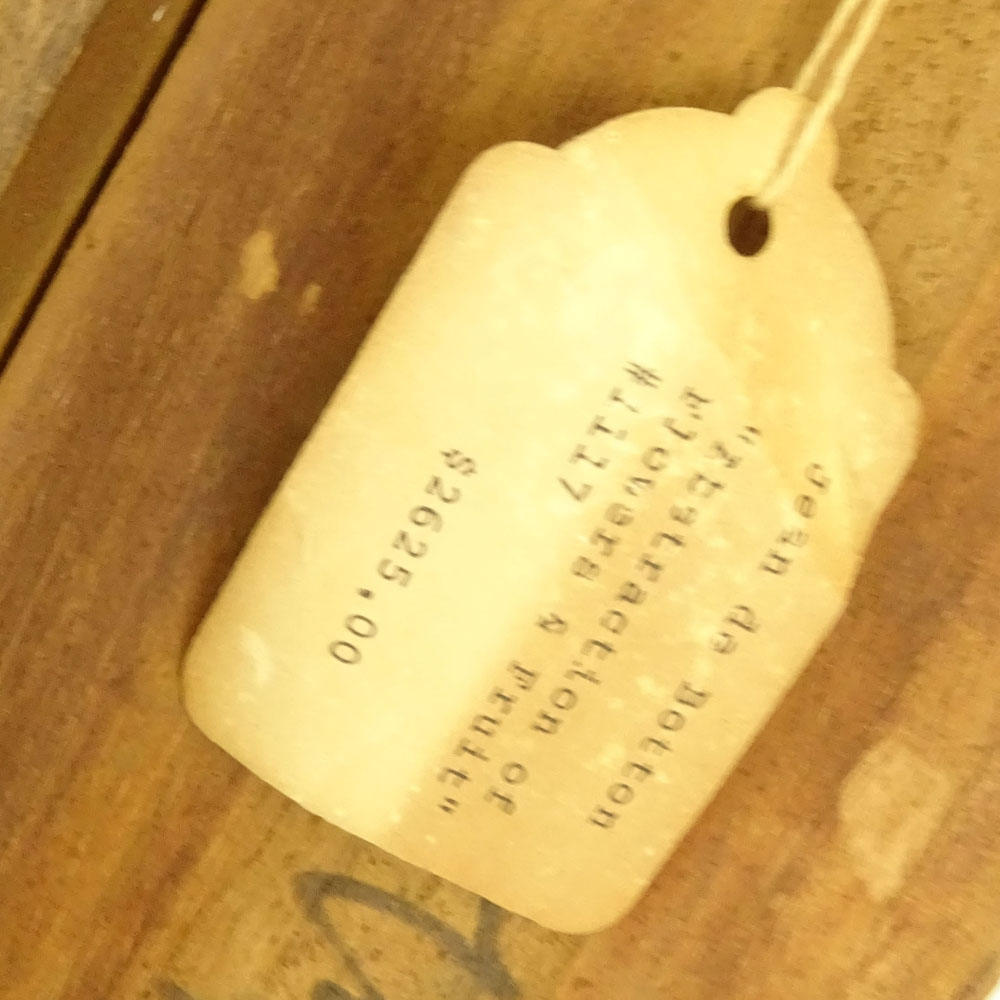 Jean de Botton
"Abstraction of
Flowers & Fruit"
#1117
$2625.00